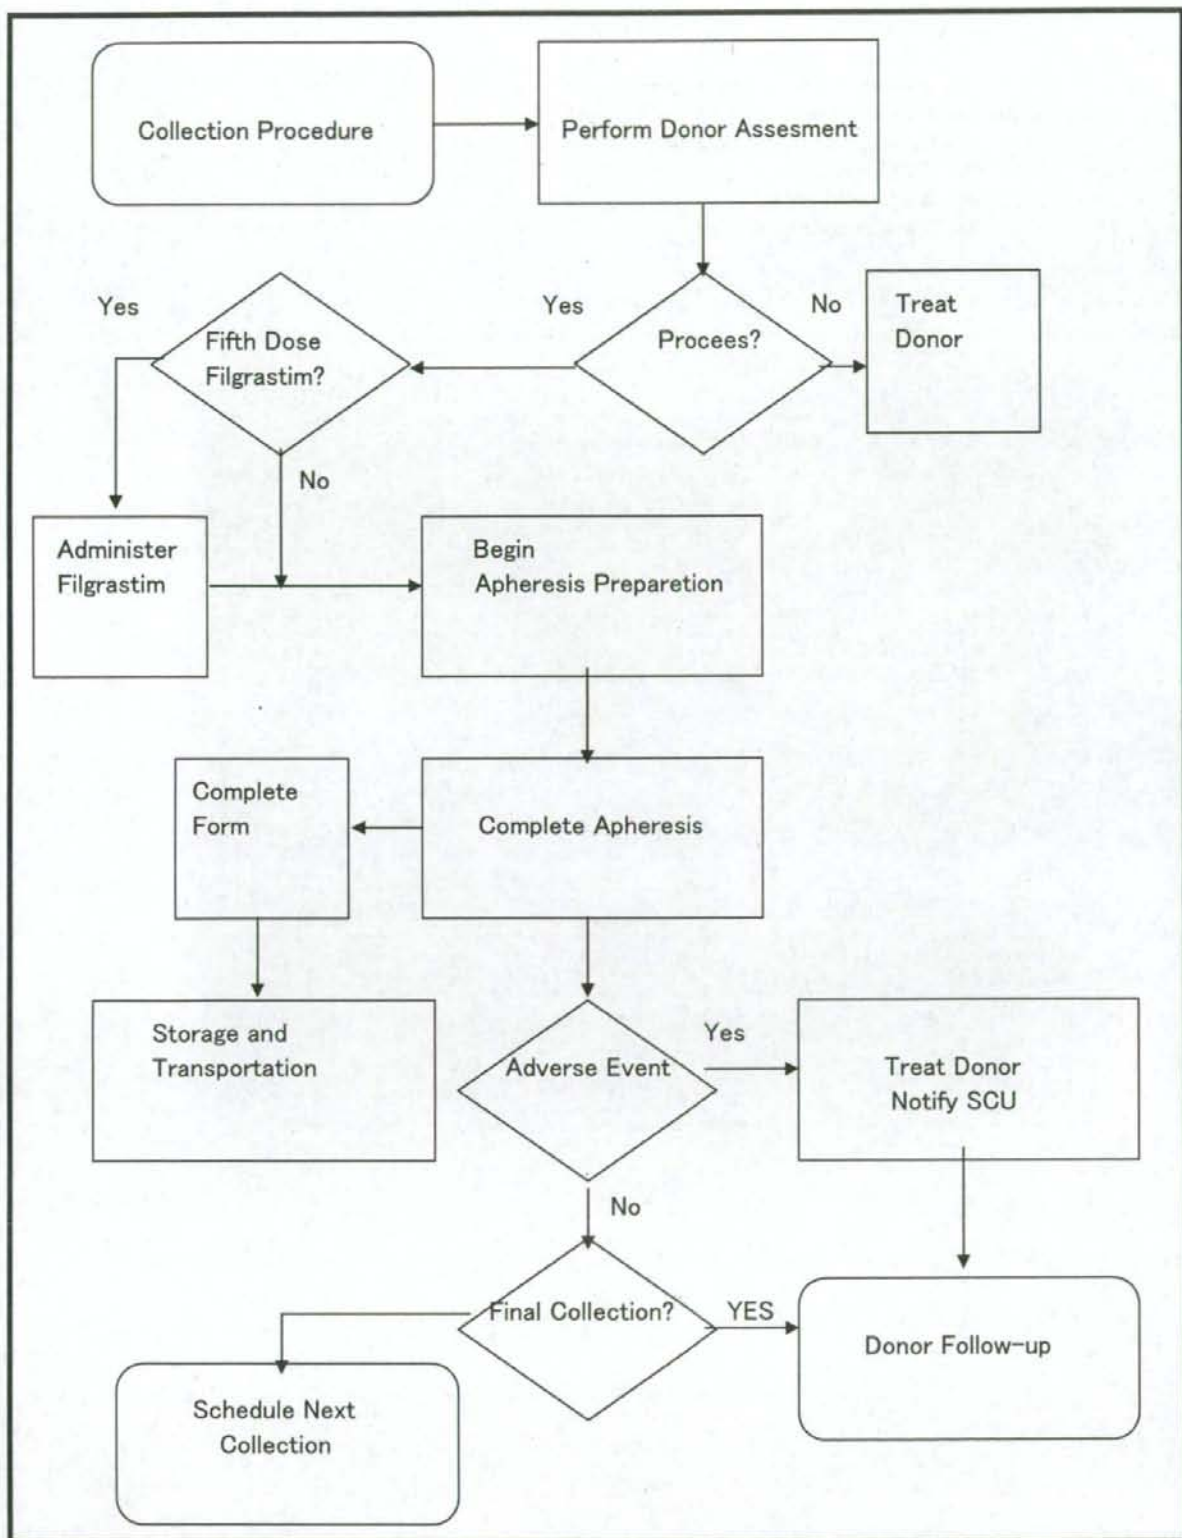 Collection Procedure
Perform Donor Assesment
Yes
Fifth Dose
Filgrastim?
Yes
Procees?
No
Treat
Donor
No
Administer
Filgrastim
Begin
Apheresis Preparetion
Complete
Form
Complete Apheresis
Storage and
Transportation
Adverse Event
Yes
Treat Donor
Notify SCU
No
Final Collection?
YES
Donor Follow-up
Schedule Next
Collection